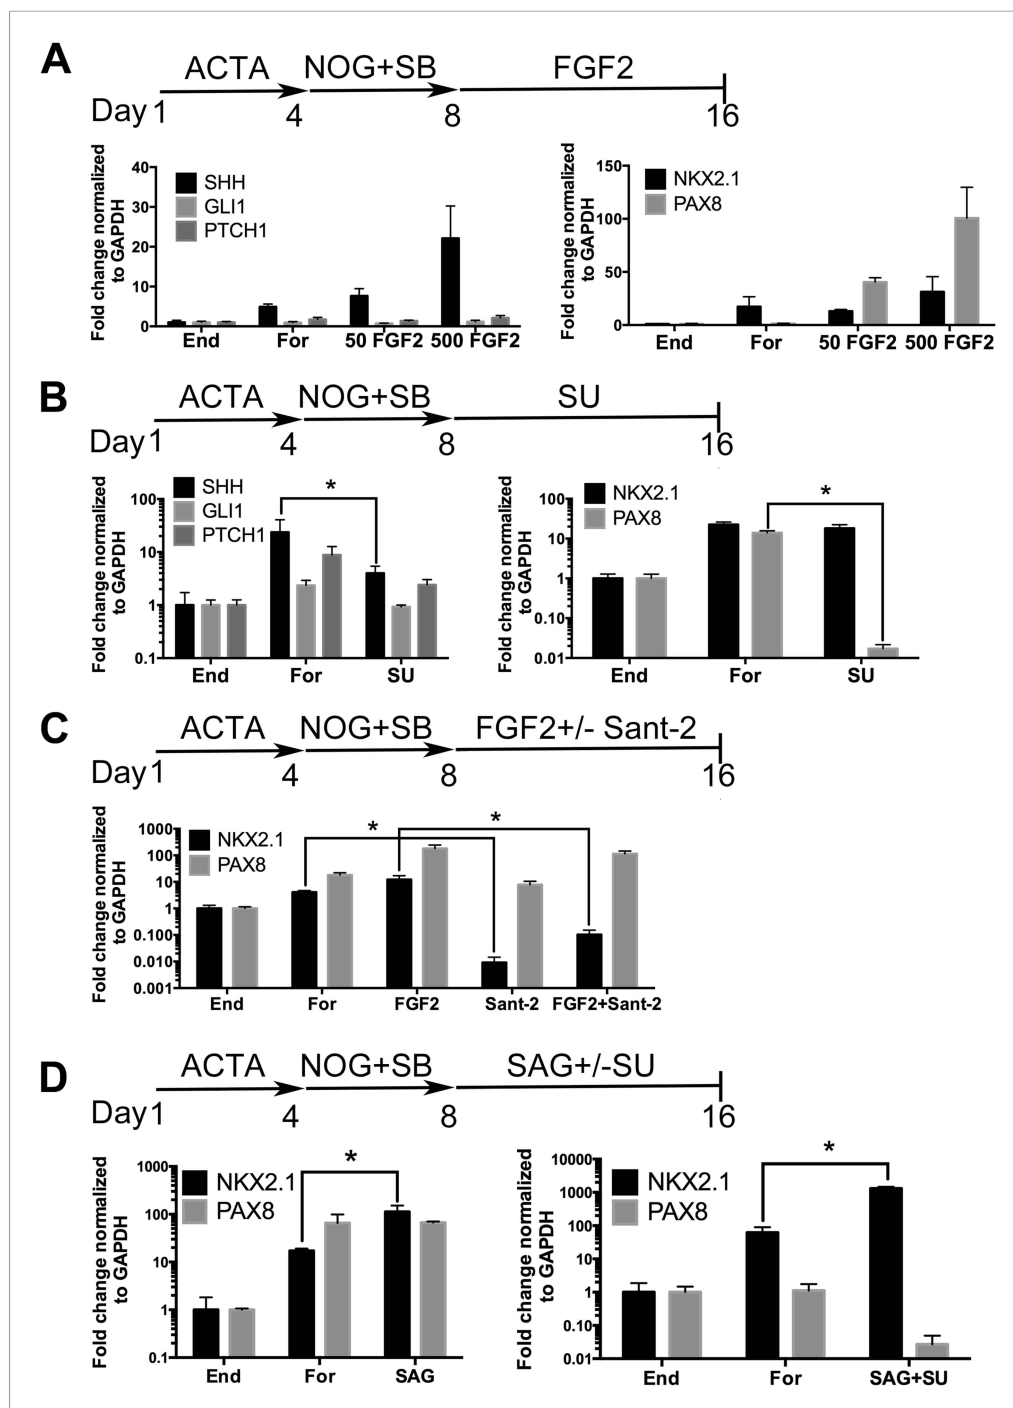 A
ACTA NOG+SB FGF2
Day 1 4 8 16
Fold change normalized
to GAPDH
40
30
20
10
0
SHH
GLI1
PTCH1
End For 50 FGF2 500 FGF2
Fold change normalized
to GAPDH
150
100
50
0
NKX2.1
PAX8
End For 50 FGF2 500 FGF2
B
ACTA NOG+SB SU
Day 1 4 8 16
Fold change normalized
to GAPDH
100
10
1
0.1
SHH
GLI1
PTCH1
*
End For SU
Fold change normalized
to GAPDH
100
10
1
0.10
0.01
NKX2.1
PAX8
*
End For SU
C
ACTA NOG+SB FGF2+/- Sant-2
Day 1 4 8 16
Fold change normalized
to GAPDH
1000
100
10
1
0.100
0.010
0.001
NKX2.1
PAX8
* *
End For FGF2 Sant-2 FGF2+Sant-2
D
ACTA NOG+SB SAG+/-SU
Day 1 4 8 16
Fold change normalized
to GAPDH
1000
100
10
1
0.1
NKX2.1
PAX8
*
End For SAG
Fold change normalized
to GAPDH
10000
1000
100
10
1
0.10
0.01
NKX2.1
PAX8
*
End For SAG+SU